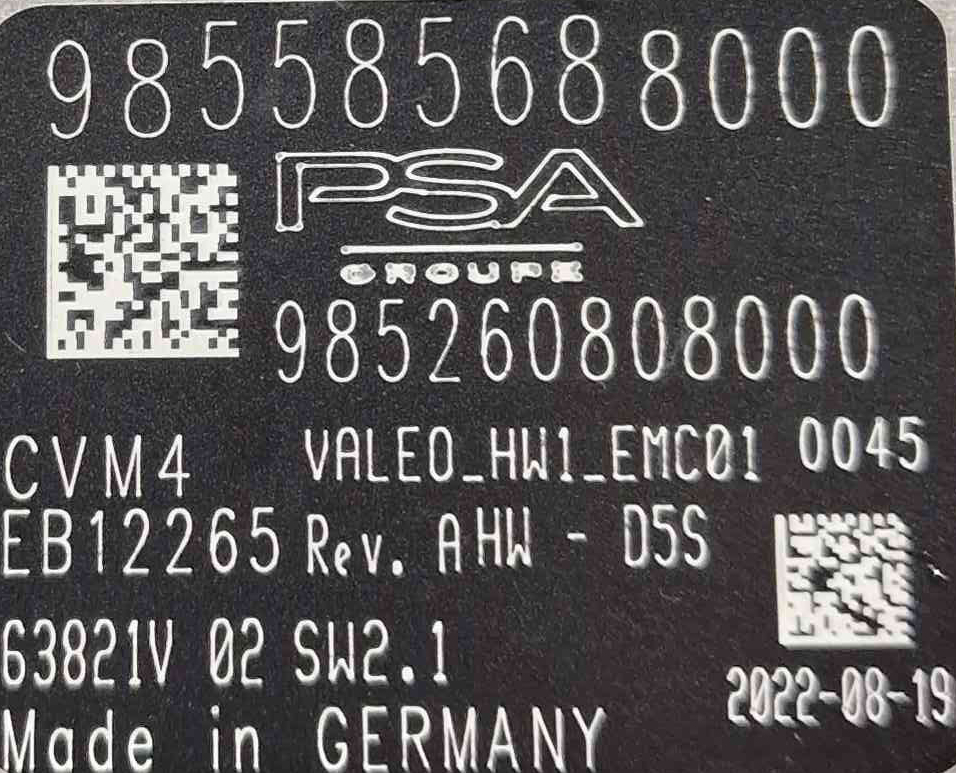 985585688000
PSA
GROUPE
985260808000
CVM4 VALEO_HW1_EMC01 0045
EB12265 Rev. A HW - D5S
63821V 02 SW2.1
2022-08-19
Made in GERMANY